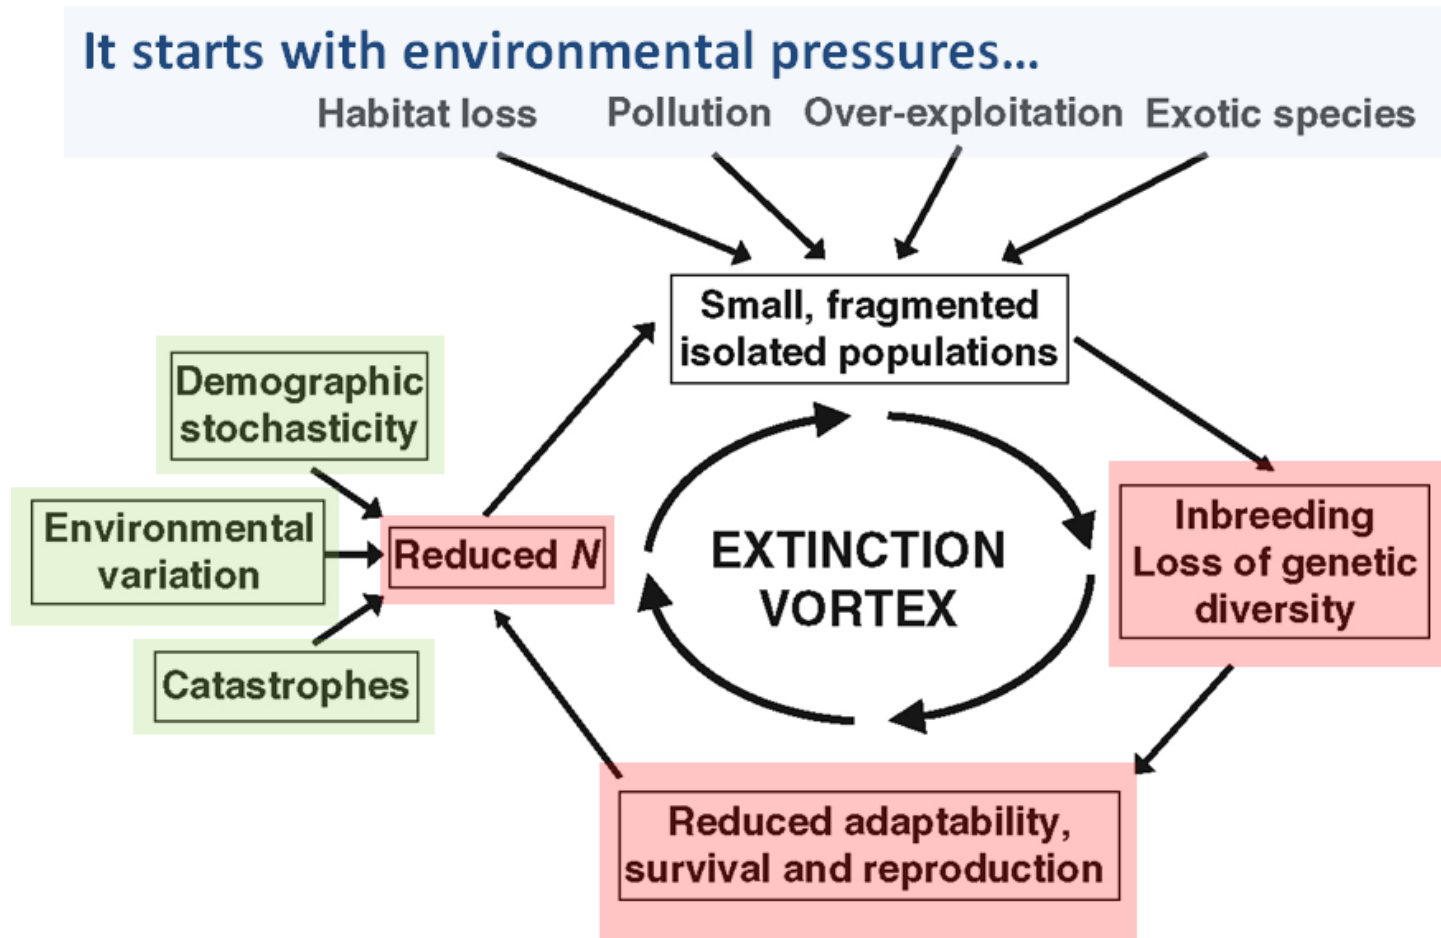 It starts with environmental pressures...
Habitat loss Pollution Over-exploitation Exotic species
Small, fragmented
isolated populations
Demographic
stochasticity
Environmental
variation
Catastrophes
Reduced N
EXTINCTION
VORTEX
Inbreeding
Loss of genetic
diversity
Reduced adaptability,
survival and reproduction